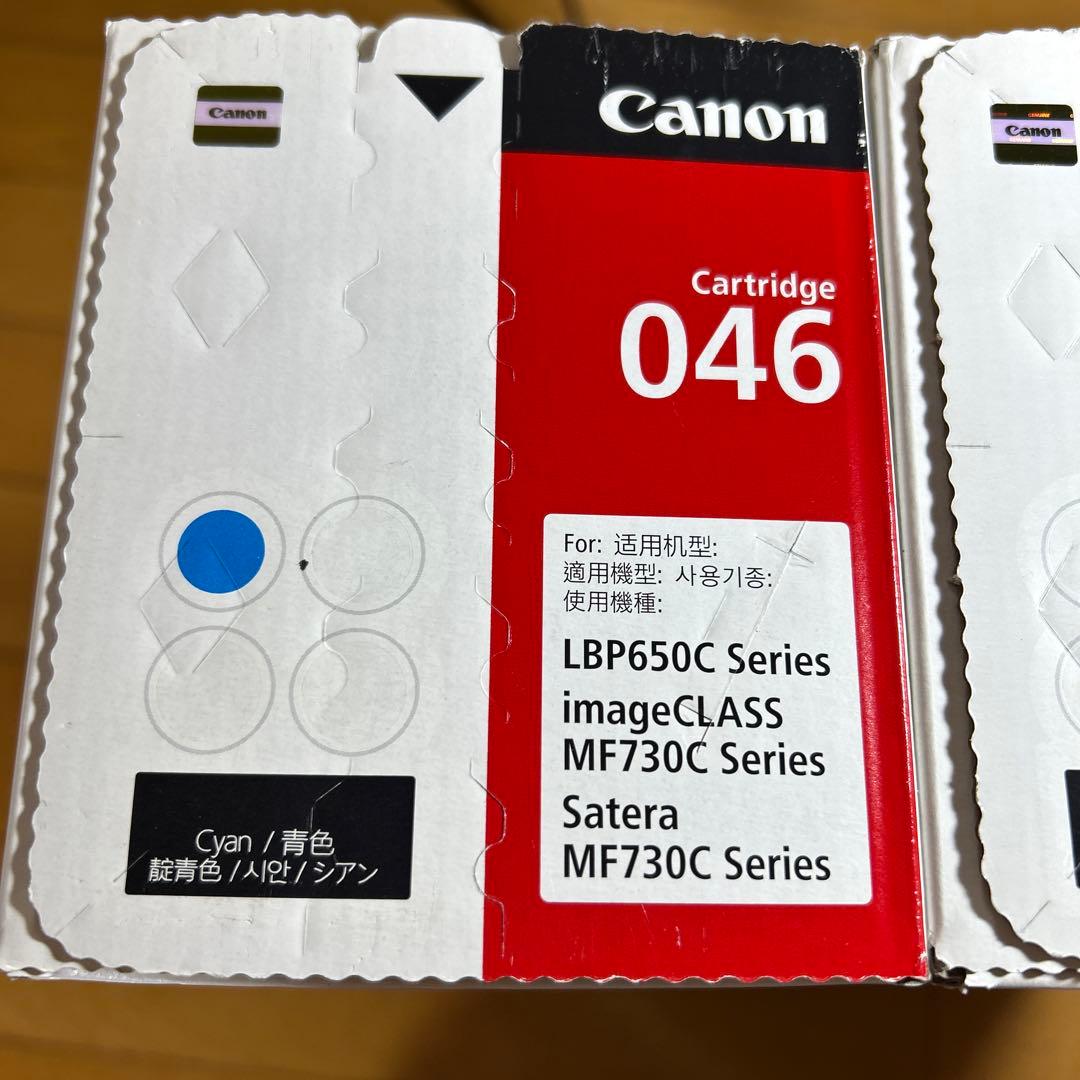 Canon
Canon
Cartridge
046
For: 适用机型:
適用機型: 사용기종:
使用機種:
LBP650C Series
imageCLASS
MF730C Series
Satera
MF730C Series
Cyan / 青色
靛青色 / 시안 / シアン
GENUINE
Canon